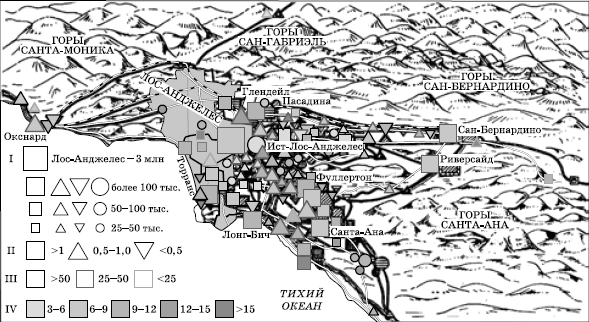 ГОРЫ
САНТА-МОНИКА
ГОРЫ
САН-ГАБРИЭЛЬ
ГОРЫ
САН-БЕРНАРДИНО
ЛОС-АНДЖЕЛЕС
Глендейл
Пасадина
Окснард
Сан-Бернардино
Ист-Лос-Анджелес
Риверсайд
Торранс
Фуллертон
ГОРЫ
САНТА-АНА
Лонг-Бич
Санта-Ана
ТИХИЙ
ОКЕАН
I Лос-Анджелес – 3 млн
более 100 тыс.
50–100 тыс.
25–50 тыс.
II >1 0,5–1,0 <0,5
III >50 25–50 <25
IV 3–6 6–9 9–12 12–15 >15